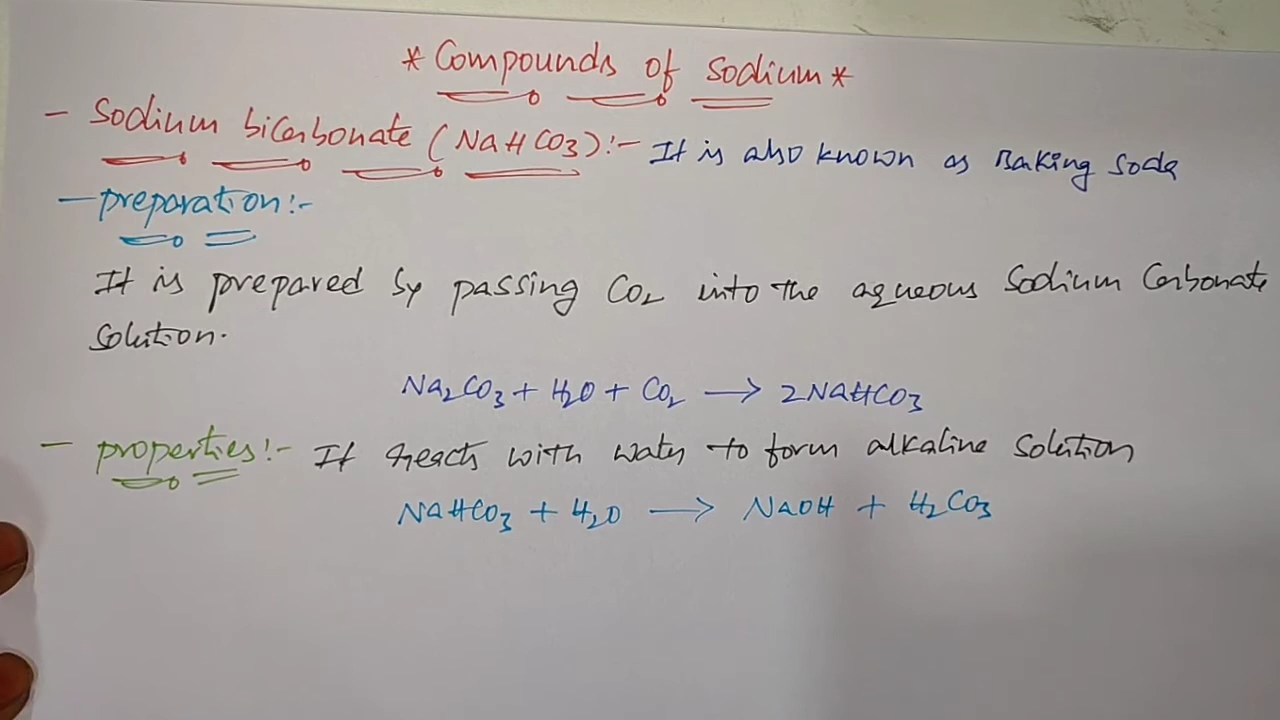 * Compounds of Sodium *
- Sodium bicarbonate (NaHCO3) :- It is also known as Baking Soda
- preparation :-
It is prepared by passing CO₂ into the aqueous Sodium Carbonate
Solution.
Na₂CO₃ + H₂O + CO₂ → 2NaHCO₃
- properties :- It reacts with water to form alkaline Solution
NaHCO₃ + H₂O → NaOH + H₂CO₃